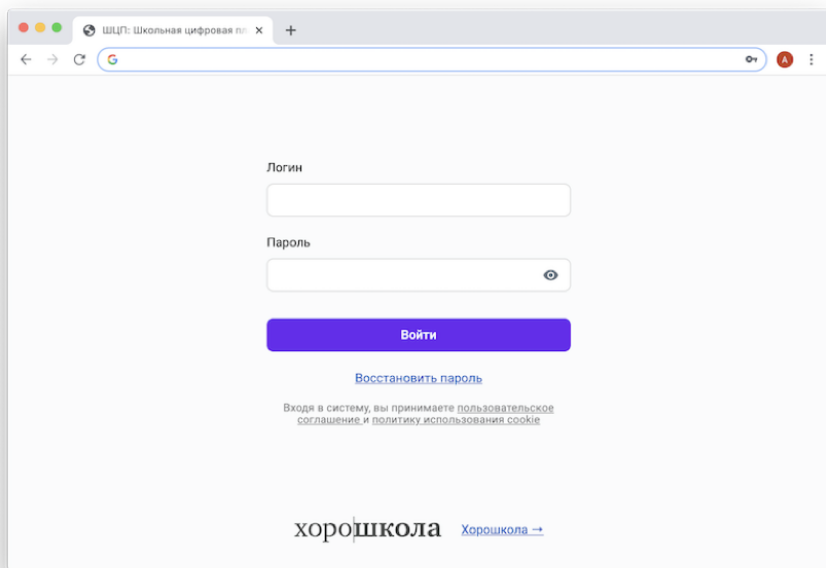 ШЦП: Школьная цифровая пл
Логин
Пароль
Войти
Восстановить пароль
Входя в систему, вы принимаете пользовательское
соглашение и политику использования cookie
хорошкола Хорошкола →